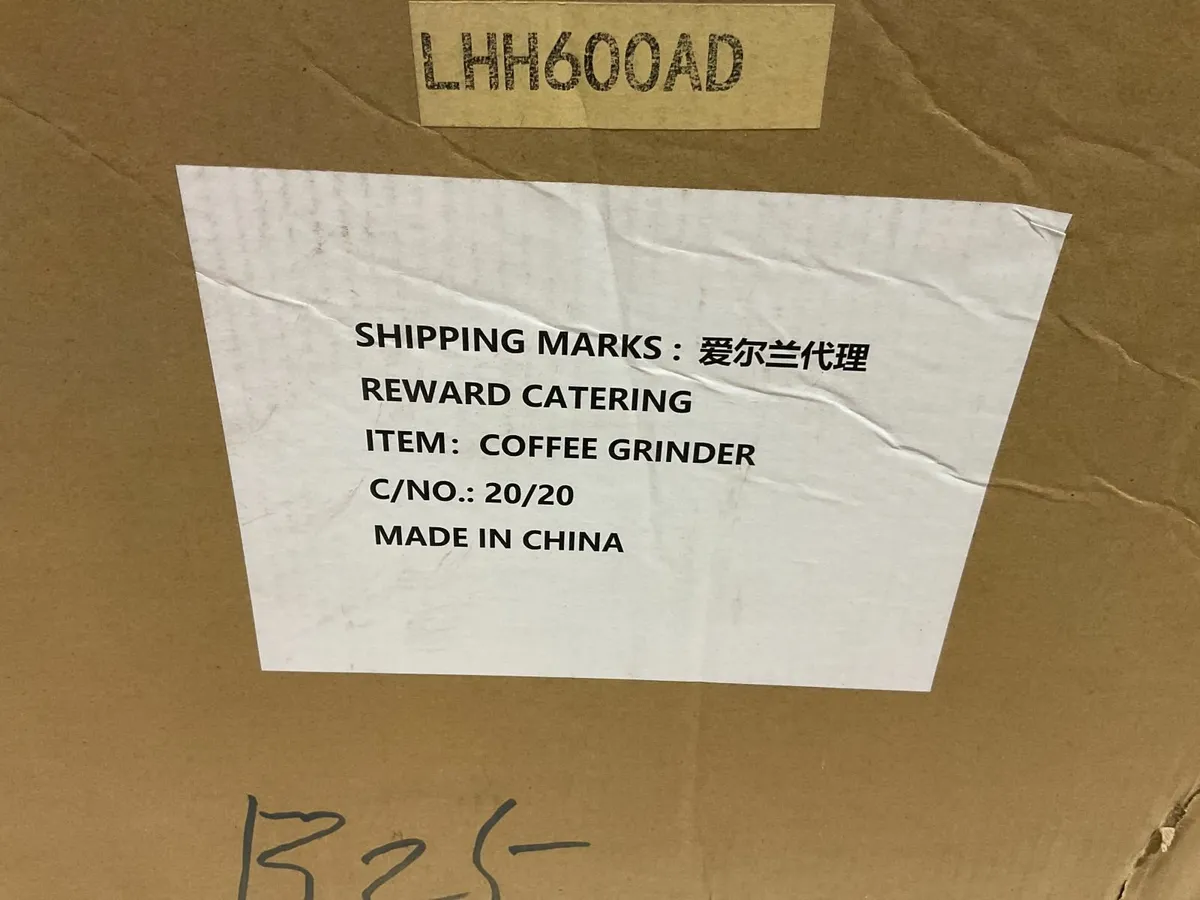 LHH600AD
SHIPPING MARKS：爱尔兰代理
REWARD CATERING
ITEM：COFFEE GRINDER
C/NO.: 20/20
MADE IN CHINA